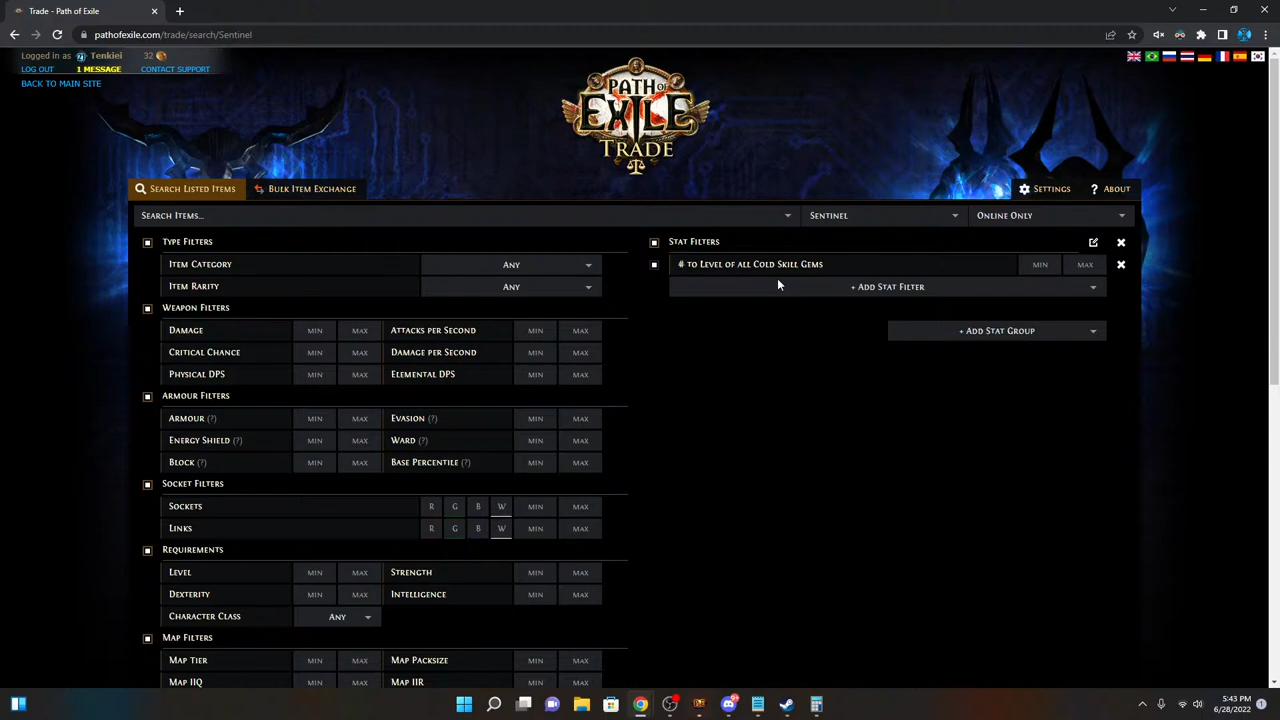 Trade - Path of Exile
pathofexile.com/trade/search/Sentinel
Logged in as Tenkiei 32
LOG OUT 1 MESSAGE CONTACT SUPPORT
BACK TO MAIN SITE
PATH OF EXILE
TRADE
Search Listed Items Bulk Item Exchange Settings ? About
Search Items... Sentinel Online Only
Type Filters
Item Category Any
Item Rarity Any
Weapon Filters
Damage MIN MAX Attacks per Second MIN MAX
Critical Chance MIN MAX Damage per Second MIN MAX
Physical DPS MIN MAX Elemental DPS MIN MAX
Armour Filters
Armour (?) MIN MAX Evasion (?) MIN MAX
Energy Shield (?) MIN MAX Ward (?) MIN MAX
Block (?) MIN MAX Base Percentile (?) MIN MAX
Socket Filters
Sockets R G B W MIN MAX
Links R G B W MIN MAX
Requirements
Level MIN MAX Strength MIN MAX
Dexterity MIN MAX Intelligence MIN MAX
Character Class Any
Map Filters
Map Tier MIN MAX Map Packsize MIN MAX
Map IIQ MIN MAX Map IIR MIN MAX
Stat Filters
# to Level of all Cold Skill Gems MIN MAX
+ Add Stat Filter
+ Add Stat Group
5:43 PM
6/28/2022